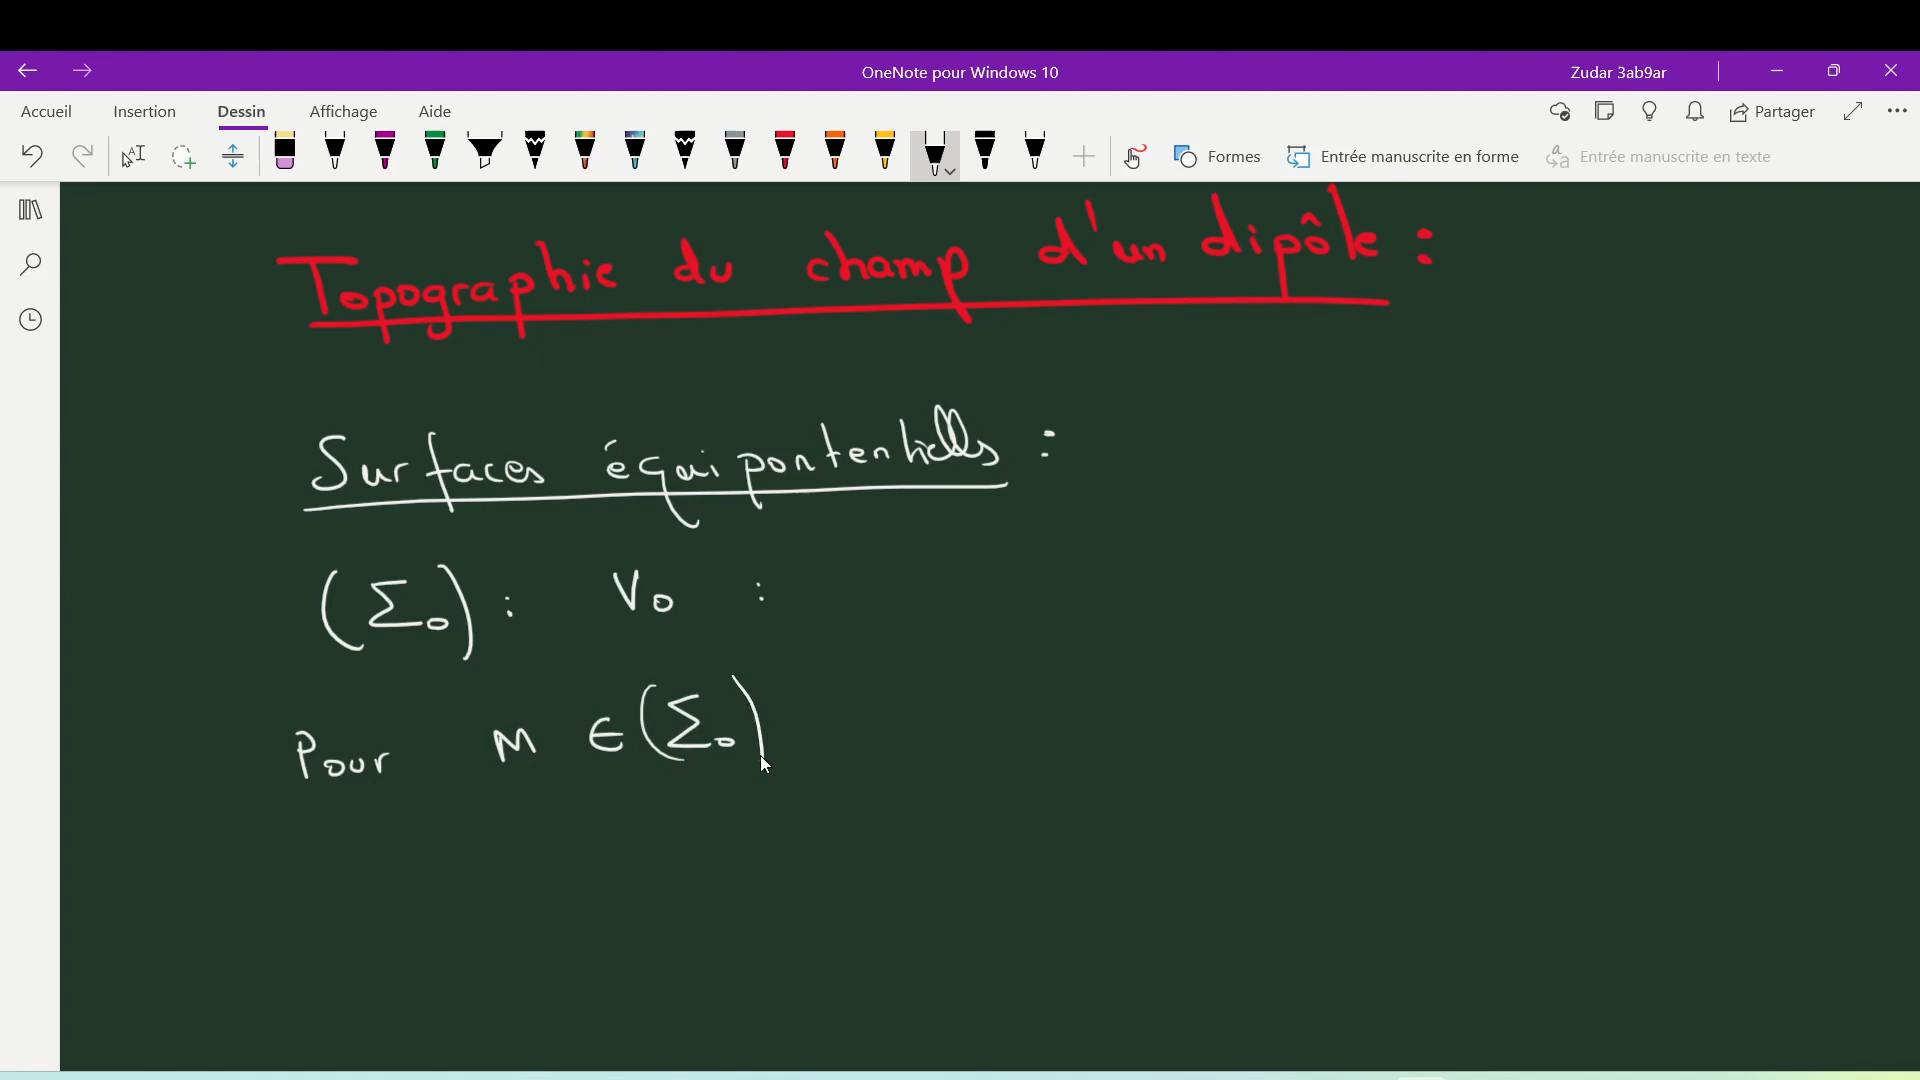 OneNote pour Windows 10
Zudar 3ab9ar
Accueil Insertion Dessin Affichage Aide
Partager
Formes Entrée manuscrite en forme Entrée manuscrite en texte
Topographie du champ d'un dipôle :
Surfaces équipontentielles :
(Σ₀) : V₀ :
Pour M ∈ (Σ₀)